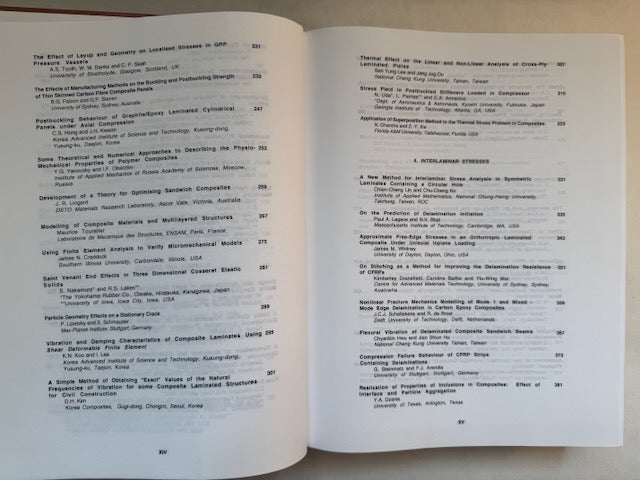 The Effect of Layup and Geometry on Localised Stresses in GRP 231
Pressure Vessels
A.S. Tooth, W.M. Banks and C.P. Seah
University of Strathclyde, Glasgow, Scotland, UK
The Effects of Manufacturing Methods on the Buckling and Postbuckling Strength 239
of Thin Skinned Carbon Fibre Composite Panels
B.G. Falzon and G.P. Steven
University of Sydney, Sydney, Australia
Postbuckling Behaviour of Graphite/Epoxy Laminated Cylindrical 247
Panels under Axial Compression
C.S. Hong and J.H. Kweon
Korea Advanced Institute of Science and Technology, Kusong-dong,
Yusung-ku, Daejon, Korea
Some Theoretical and Numerical Approaches to Describing the Physio- 253
Mechanical Properties of Polymer Composites
Y.G. Yanovsky and I.F. Obraztsov
Institute of Applied Mechanics of Russia Academy of Sciences, Moscow,
Russia
Development of a Theory for Optimising Sandwich Composites 259
J.R. Lingard
DSTO Materials Research Laboratory, Ascot Vale, Victoria, Australia
Modelling of Composite Materials and Multilayered Structures 267
Maurice Touratier
Laboratoire de Mecanique des Structures, ENSAM, Paris, France
Using Finite Element Analysis to Verify Micromechanical Models 273
James N. Craddock
Southern Illinois University, Carbondale, Illinois, USA
Saint Venant End Effects in Three Dimensional Cosserat Elastic 281
Solids
S. Nakamura* and R.S. Lakes**
*The Yokohama Rubber Co., Oiwake, Hiratsuka, Kanagawa, Japan
**University of Iowa, Iowa City, Iowa, USA
Particle Geometry Effects on a Stationary Crack 289
P. Lipetzky and S. Schmauder
Max-Planck Institute, Stuttgart Germany
Vibration and Damping Characteristics of Composite Laminates Using 295
Shear Deformable Finite Element
K.N. Koo and I. Lee
Korea Advanced Institute of Science and Technology, Kusung-dong,
Yusung-ku, Taejon, Korea
A Simple Method of Obtaining "Exact" Values of the Natural 301
Frequencies of Vibration for some Composite Laminated Structures
for Civil Construction
D.H. Kim
Korea Composites, Gugi-dong, Chongro, Seoul, Korea
XIV
Thermal Effect on the Linear and Non-Linear Analysis of Cross-Ply 307
Laminated Plates
Sen Yung Lee and Jang Jog Ou
National Cheng Kung University, Tainan, Taiwan
Stress Field in Postbuckled Stiffeners Loaded in Compression 315
N. Uda*, L. and E.A. Armanios
*Dept. of Aeronautics & Astronautics, Kyushu University, Fukuoka, Japan
Georgia Institute of Technology, Atlanta, GA, USA
Application of Superposition Method to the Thermal Stress Problem in Composites 323
N. Chandra and Z.-Y. Xie
Florida A&M University, Tallahassee, Florida, USA
4. INTERLAMINAR STRESSES
A New Method for Interlaminar Stress Analysis in Symmetric 331
Laminates Containing a Circular Hole
Chien-Chang Lin and Chu-Cheng Ko
Institute of Applied Mathematics, National Chung-Hsing University,
Taichung, Taiwan, ROC
On the Prediction of Delamination Initiation 335
Paul A. Lagace and N.V. Bhat
Massachusetts Institute of Technology, Cambridge, MA, USA
Approximate Free-Edge Stresses in an Orthotropic Laminated 343
Composite Under Uniaxial Inplane Loading
James M. Whitney
University of Dayton, Dayton, Ohio, USA
On Stitching as a Method for Improving the Delamination Resistance 351
of CFRPs
Kimberley Dransfield, Caroline Baillie and Yiu-Wing Mai
Centre for Advanced Materials Technology, University of Sydney, Sydney,
Australia
Nonlinear Fracture Mechanics Modelling of Mode-I and Mixed -
Mode Edge Delamination in Carbon Epoxy Composites
J.C.J. Schellekens and R. de Borst
Delft University of Technology, Delft, Netherlands
Flexural Vibration of Delaminated Composite Sandwich Beams 367
Chyanbin Hwu and Jian Shiun Hu
National Cheng Kung University, Tainan, Taiwan
Compression Failure Behaviour of CFRP Strips 373
Containing Delaminations
G. Steinmetz and F.J. Arendts
University of Stuttgart, Stuttgart, Germany
Realization of Properties of Inclusions in Composites: Effect of 381
Interface and Particle Aggregation
Y.A. Dzenis
University of Texas, Arlington, Texas
XV